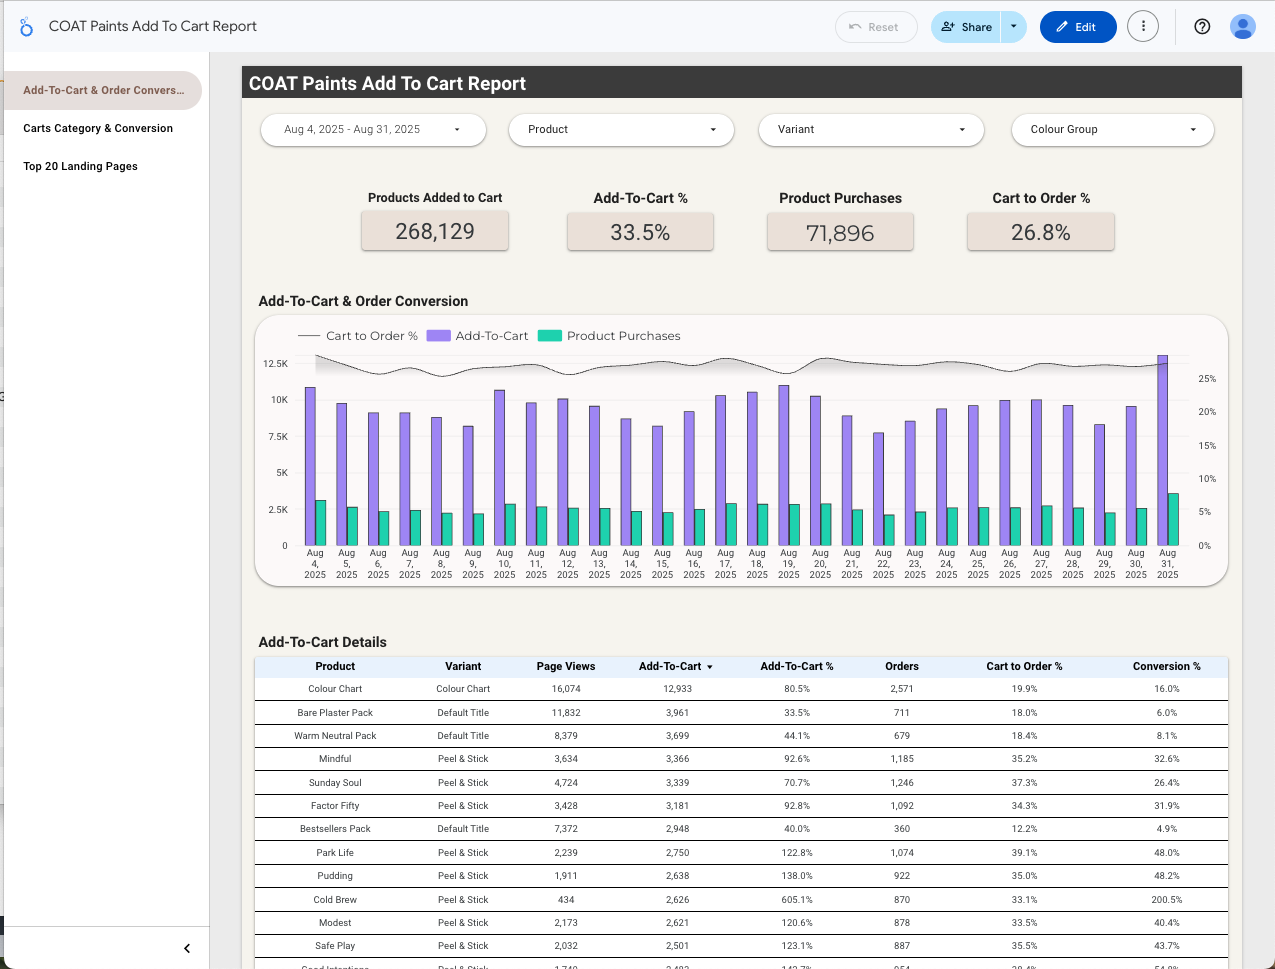 COAT Paints Add To Cart Report
Reset
Share
Edit
Add-To-Cart & Order Convers...
Carts Category & Conversion
Top 20 Landing Pages
COAT Paints Add To Cart Report
Aug 4, 2025 - Aug 31, 2025
Product
Variant
Colour Group
Products Added to Cart
Add-To-Cart %
Product Purchases
Cart to Order %
268,129
33.5%
71,896
26.8%
Add-To-Cart & Order Conversion
Cart to Order % Add-To-Cart Product Purchases
12.5K
10K
7.5K
5K
2.5K
0
25%
20%
15%
10%
5%
0%
Aug 4, 2025
Aug 5, 2025
Aug 6, 2025
Aug 7, 2025
Aug 8, 2025
Aug 9, 2025
Aug 10, 2025
Aug 11, 2025
Aug 12, 2025
Aug 13, 2025
Aug 14, 2025
Aug 15, 2025
Aug 16, 2025
Aug 17, 2025
Aug 18, 2025
Aug 19, 2025
Aug 20, 2025
Aug 21, 2025
Aug 22, 2025
Aug 23, 2025
Aug 24, 2025
Aug 25, 2025
Aug 26, 2025
Aug 27, 2025
Aug 28, 2025
Aug 29, 2025
Aug 30, 2025
Aug 31, 2025
Add-To-Cart Details
Product Variant Page Views Add-To-Cart Add-To-Cart % Orders Cart to Order % Conversion %
Colour Chart Colour Chart 16,074 12,933 80.5% 2,571 19.9% 16.0%
Bare Plaster Pack Default Title 11,832 3,961 33.5% 711 18.0% 6.0%
Warm Neutral Pack Default Title 8,379 3,699 44.1% 679 18.4% 8.1%
Mindful Peel & Stick 3,634 3,366 92.6% 1,185 35.2% 32.6%
Sunday Soul Peel & Stick 4,724 3,339 70.7% 1,246 37.3% 26.4%
Factor Fifty Peel & Stick 3,428 3,181 92.8% 1,092 34.3% 31.9%
Bestsellers Pack Default Title 7,372 2,948 40.0% 360 12.2% 4.9%
Park Life Peel & Stick 2,239 2,750 122.8% 1,074 39.1% 48.0%
Pudding Peel & Stick 1,911 2,638 138.0% 922 35.0% 48.2%
Cold Brew Peel & Stick 434 2,626 605.1% 870 33.1% 200.5%
Modest Peel & Stick 2,173 2,621 120.6% 878 33.5% 40.4%
Safe Play Peel & Stick 2,032 2,501 123.1% 887 35.5% 43.7%